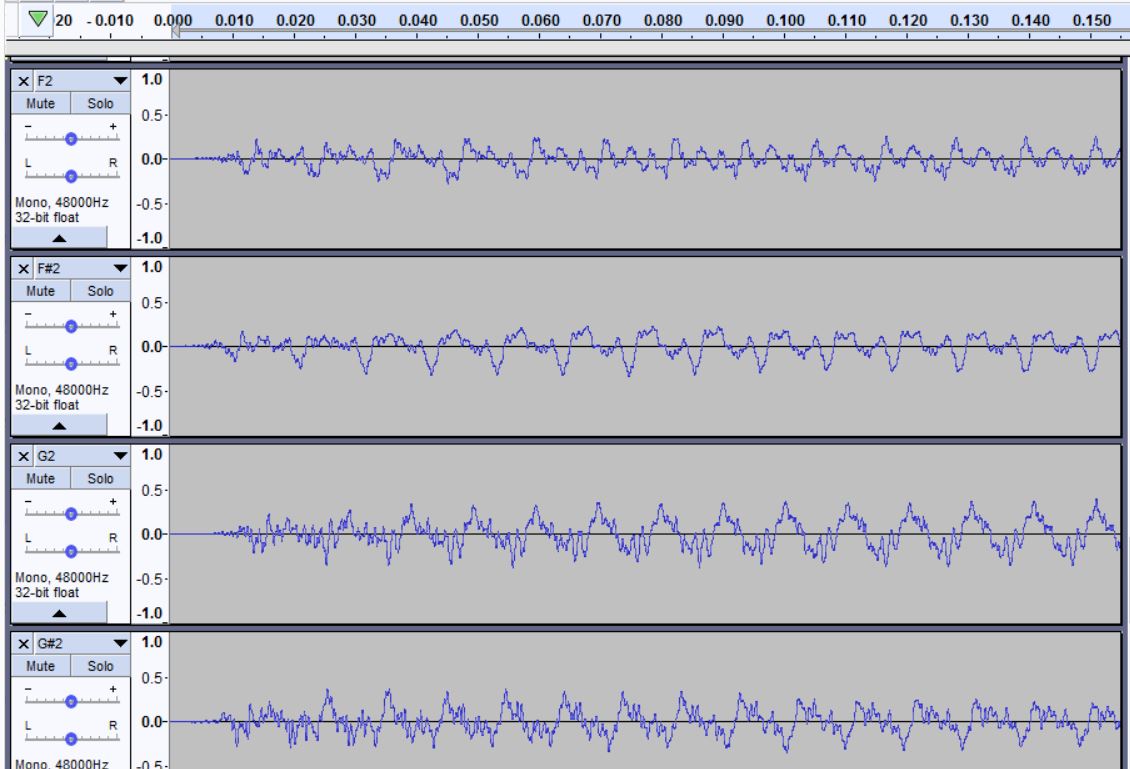 20 -0.010 0.000 0.010 0.020 0.030 0.040 0.050 0.060 0.070 0.080 0.090 0.100 0.110 0.120 0.130 0.140 0.150
× F2 1.0
Mute Solo
0.5
- +
L R 0.0
Mono, 48000Hz -0.5
32-bit float
-1.0
× F#2 1.0
Mute Solo
0.5
- +
L R 0.0
Mono, 48000Hz -0.5
32-bit float
-1.0
× G2 1.0
Mute Solo
0.5
- +
L R 0.0
Mono, 48000Hz -0.5
32-bit float
-1.0
× G#2 1.0
Mute Solo
0.5
- +
L R 0.0
Mono, 48000Hz -0.5